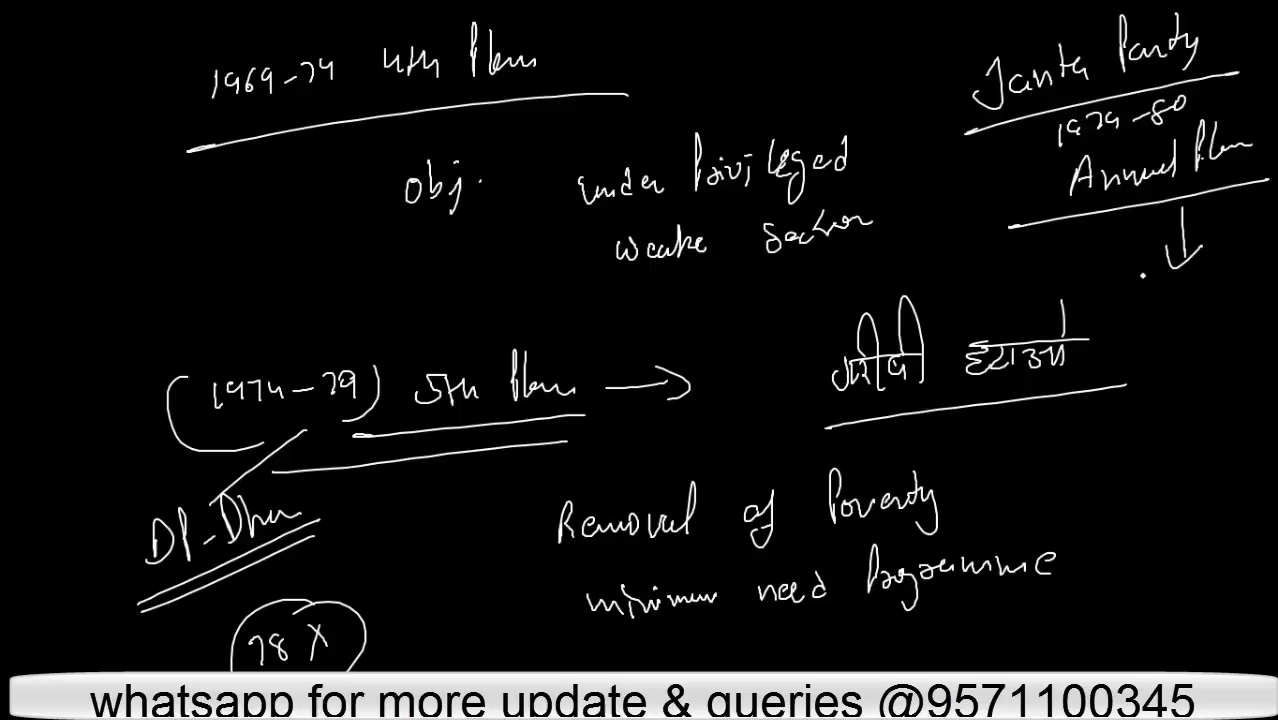 1969-74 4th Plan
Janta Party
1979-80
Annual Plan
Obj. under Privileged
weake Section
(1974-79) 5th Plan → गरीबी हटाओ
DP-Dhar
Removal of Poverty
minimum need Programme
78 X
whatsapp for more update & queries @9571100345